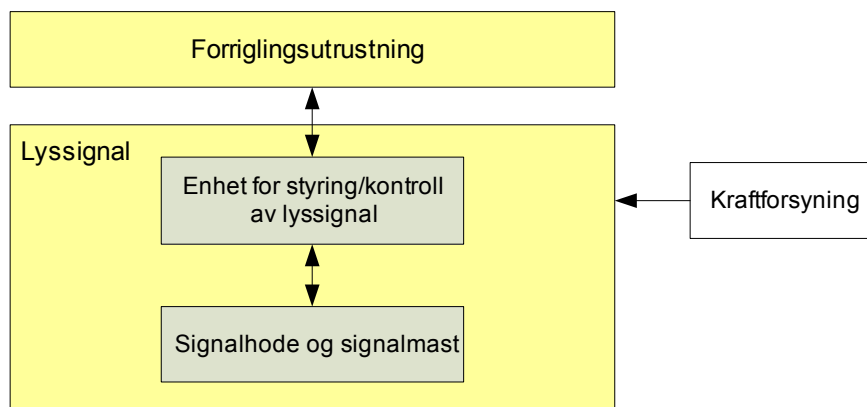 Forriglingsutrustning
Lyssignal
Enhet for styring/kontroll
av lyssignal
Kraftforsyning
Signalhode og signalmast